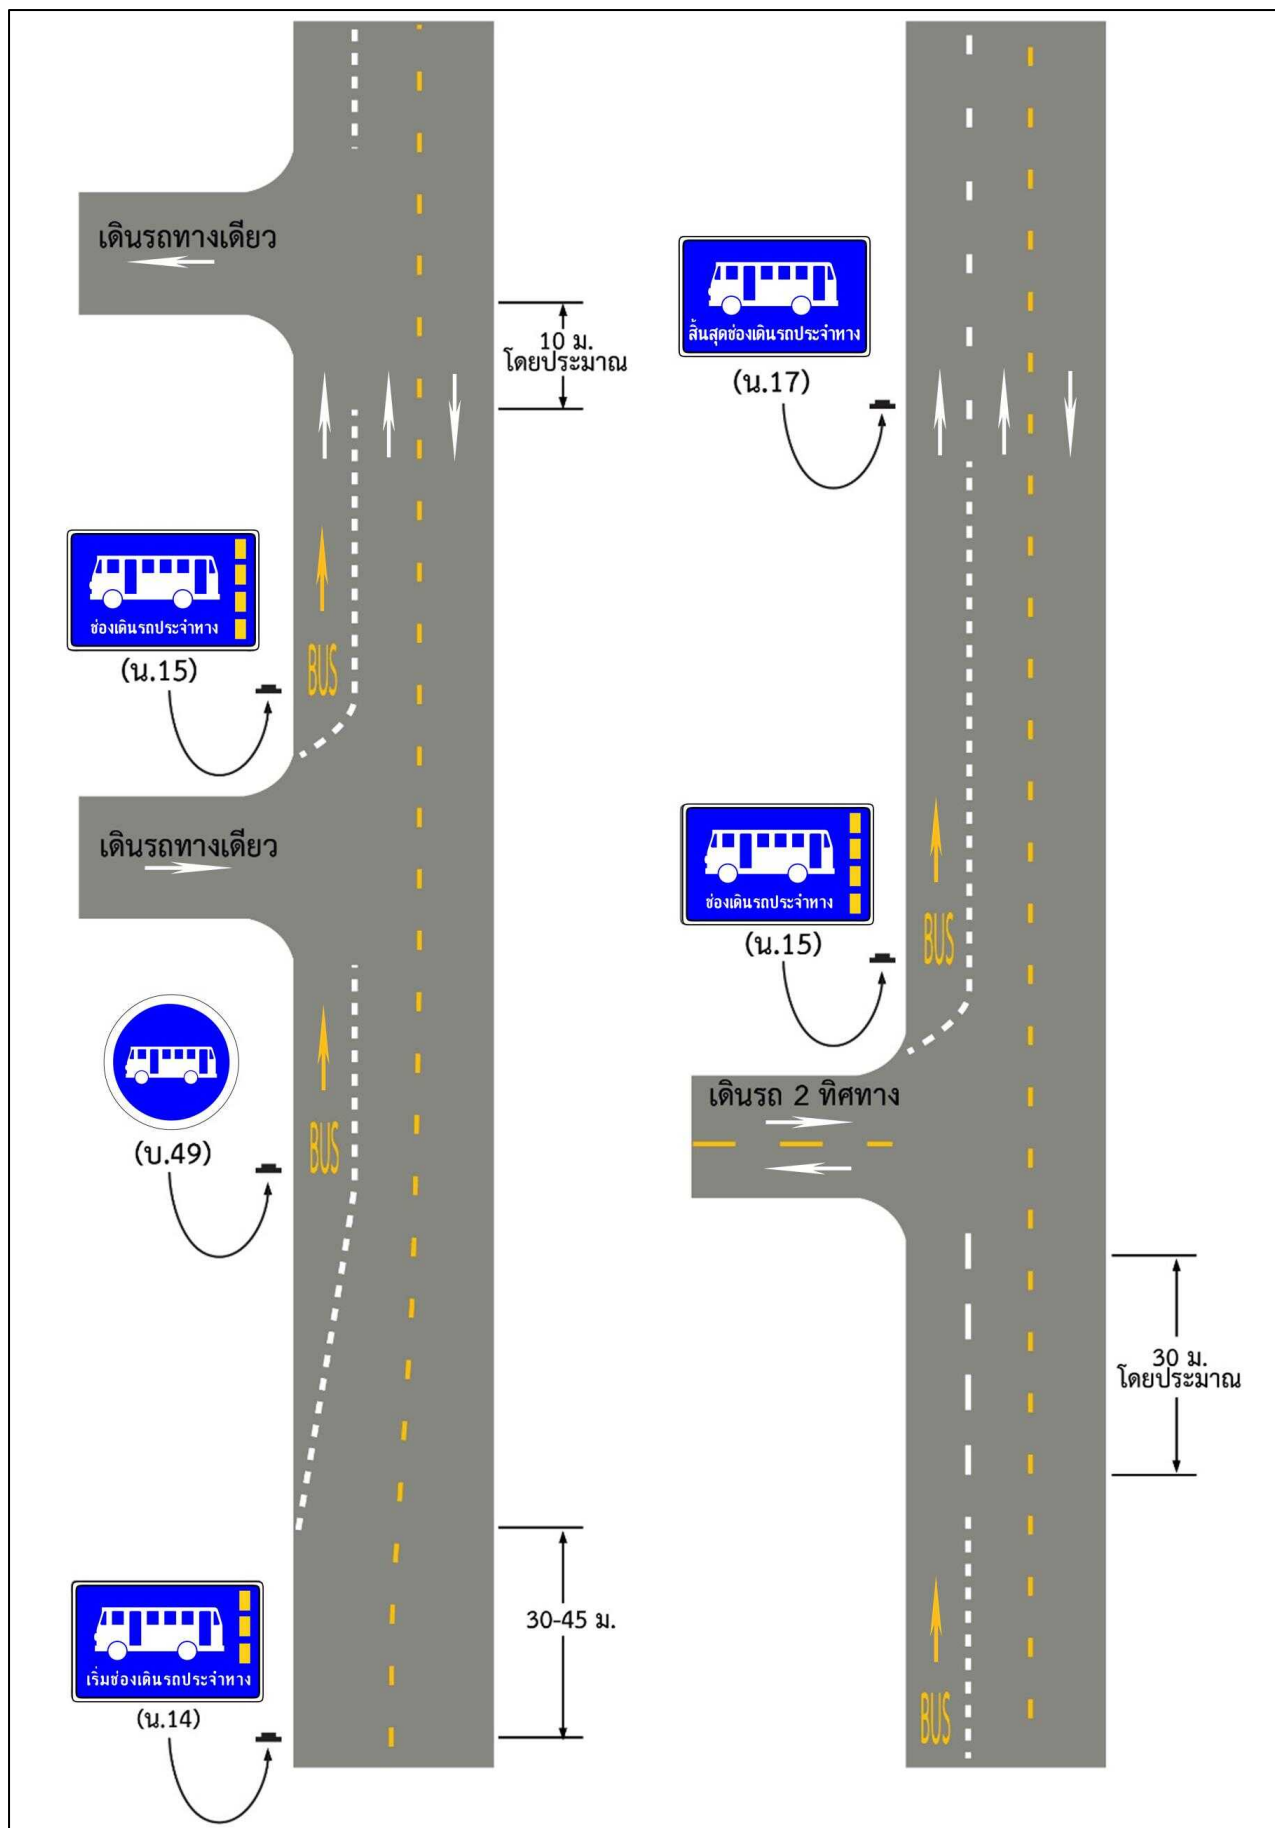 เดินรถทางเดียว
10 ม.
โดยประมาณ
ช่องเดินรถประจำทาง
(น.15)
BUS
เดินรถทางเดียว
(บ.49)
BUS
30-45 ม.
เริ่มช่องเดินรถประจำทาง
(น.14)
สิ้นสุดช่องเดินรถประจำทาง
(น.17)
ช่องเดินรถประจำทาง
(น.15)
BUS
เดินรถ 2 ทิศทาง
30 ม.
โดยประมาณ
BUS